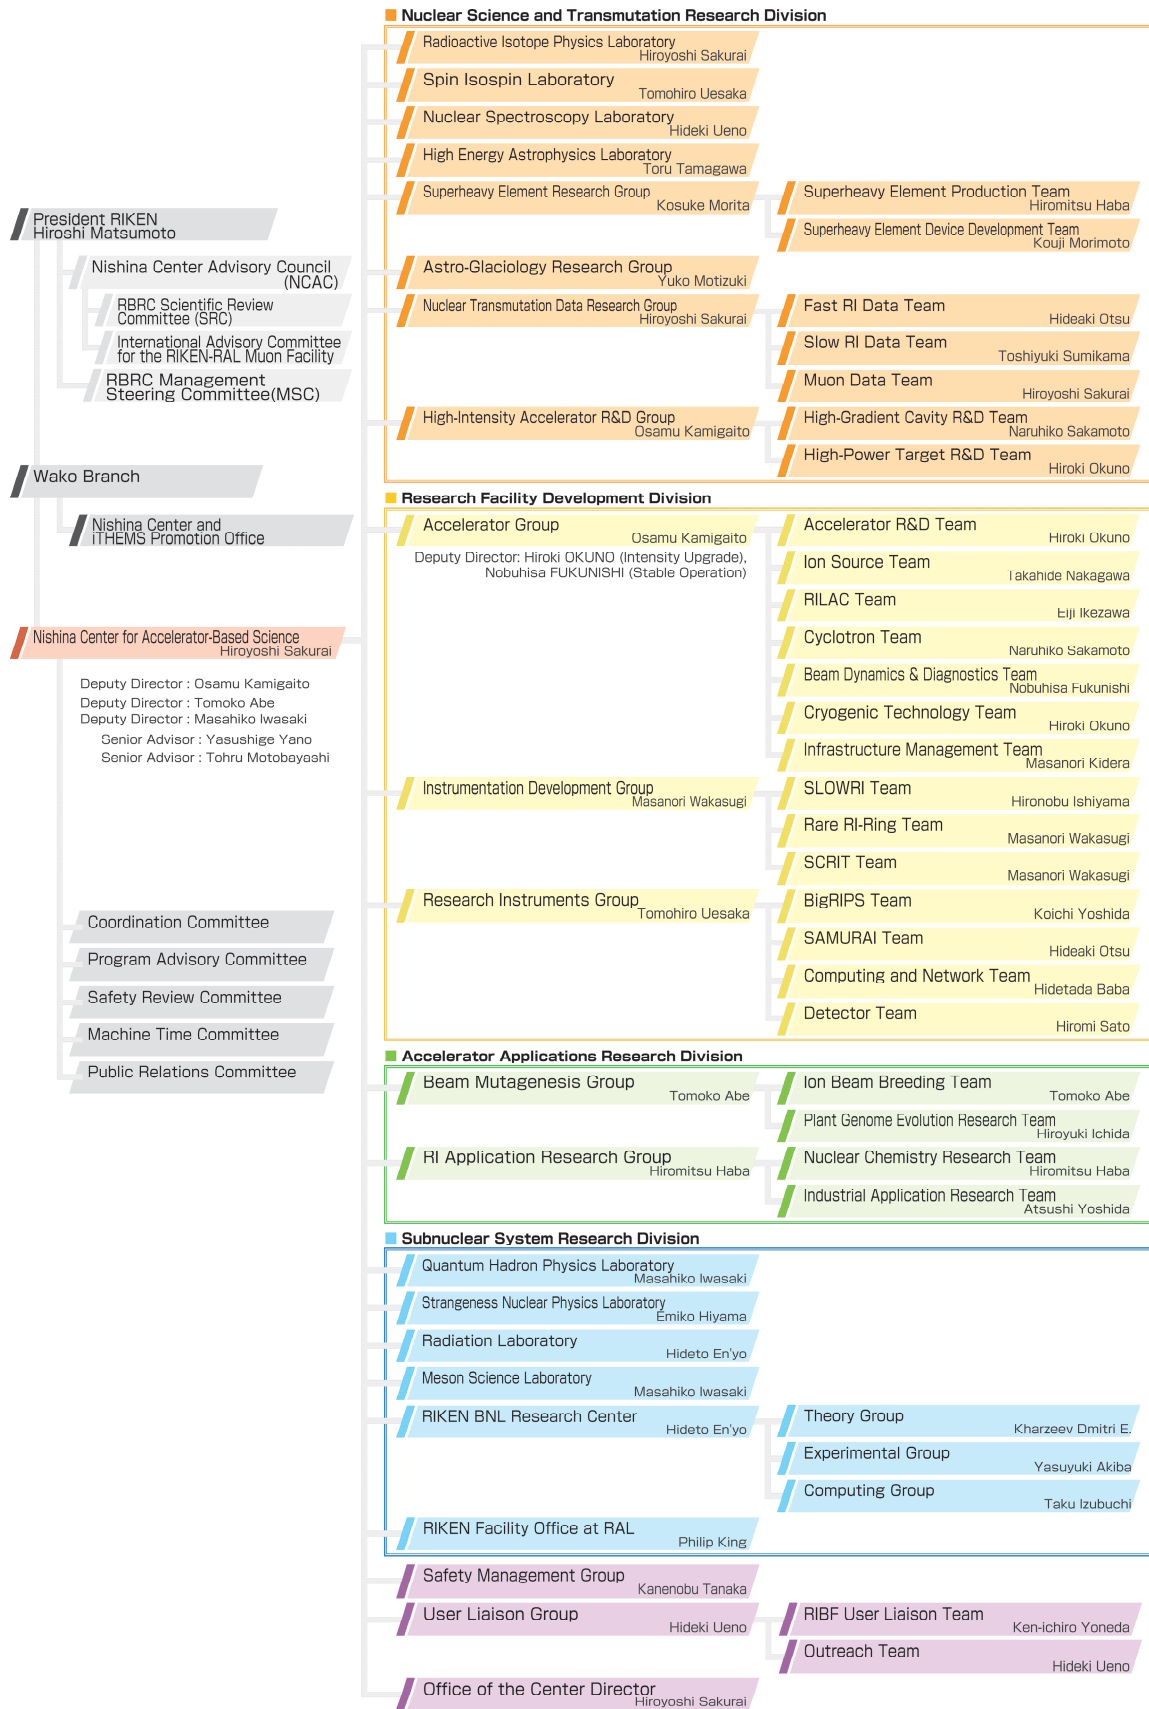 President RIKEN
Hiroshi Matsumoto
Nishina Center Advisory Council
(NCAC)
RBRC Scientific Review
Committee (SRC)
International Advisory Committee
for the RIKEN-RAL Muon Facility
RBRC Management
Steering Committee(MSC)
Wako Branch
Nishina Center and
iTHEMS Promotion Office
Nishina Center for Accelerator-Based Science
Hiroyoshi Sakurai
Deputy Director : Osamu Kamigaito
Deputy Director : Tomoko Abe
Deputy Director : Masahiko Iwasaki
Senior Advisor : Yasushige Yano
Senior Advisor : Tohru Motobayashi
Coordination Committee
Program Advisory Committee
Safety Review Committee
Machine Time Committee
Public Relations Committee
Nuclear Science and Transmutation Research Division
Radioactive Isotope Physics Laboratory
Hiroyoshi Sakurai
Spin Isospin Laboratory
Tomohiro Uesaka
Nuclear Spectroscopy Laboratory
Hideki Ueno
High Energy Astrophysics Laboratory
Toru Tamagawa
Superheavy Element Research Group
Kosuke Morita
Superheavy Element Production Team
Hiromitsu Haba
Superheavy Element Device Development Team
Kouji Morimoto
Astro-Glaciology Research Group
Yuko Motizuki
Nuclear Transmutation Data Research Group
Hiroyoshi Sakurai
Fast RI Data Team
Hideaki Otsu
Slow RI Data Team
Toshiyuki Sumikama
Muon Data Team
Hiroyoshi Sakurai
High-Intensity Accelerator R&D Group
Osamu Kamigaito
High-Gradient Cavity R&D Team
Naruhiko Sakamoto
High-Power Target R&D Team
Hiroki Okuno
Research Facility Development Division
Accelerator Group
Osamu Kamigaito
Deputy Director: Hiroki OKUNO (Intensity Upgrade),
Nobuhisa FUKUNISHI (Stable Operation)
Accelerator R&D Team
Hiroki Okuno
Ion Source Team
Takahide Nakagawa
RILAC Team
Eiji Ikezawa
Cyclotron Team
Naruhiko Sakamoto
Beam Dynamics & Diagnostics Team
Nobuhisa Fukunishi
Cryogenic Technology Team
Hiroki Okuno
Infrastructure Management Team
Masanori Kidera
Instrumentation Development Group
Masanori Wakasugi
SLOWRI Team
Hironobu Ishiyama
Rare RI-Ring Team
Masanori Wakasugi
SCRIT Team
Masanori Wakasugi
Research Instruments Group
Tomohiro Uesaka
BigRIPS Team
Koichi Yoshida
SAMURAI Team
Hideaki Otsu
Computing and Network Team
Hidetada Baba
Detector Team
Hiromi Sato
Accelerator Applications Research Division
Beam Mutagenesis Group
Tomoko Abe
Ion Beam Breeding Team
Tomoko Abe
Plant Genome Evolution Research Team
Hiroyuki Ichida
RI Application Research Group
Hiromitsu Haba
Nuclear Chemistry Research Team
Hiromitsu Haba
Industrial Application Research Team
Atsushi Yoshida
Subnuclear System Research Division
Quantum Hadron Physics Laboratory
Masahiko Iwasaki
Strangeness Nuclear Physics Laboratory
Emiko Hiyama
Radiation Laboratory
Hideto En'yo
Meson Science Laboratory
Masahiko Iwasaki
RIKEN BNL Research Center
Hideto En'yo
Theory Group
Kharzeev Dmitri E.
Experimental Group
Yasuyuki Akiba
Computing Group
Taku Izubuchi
RIKEN Facility Office at RAL
Philip King
Safety Management Group
Kanenobu Tanaka
User Liaison Group
Hideki Ueno
RIBF User Liaison Team
Ken-ichiro Yoneda
Outreach Team
Hideki Ueno
Office of the Center Director
Hiroyoshi Sakurai